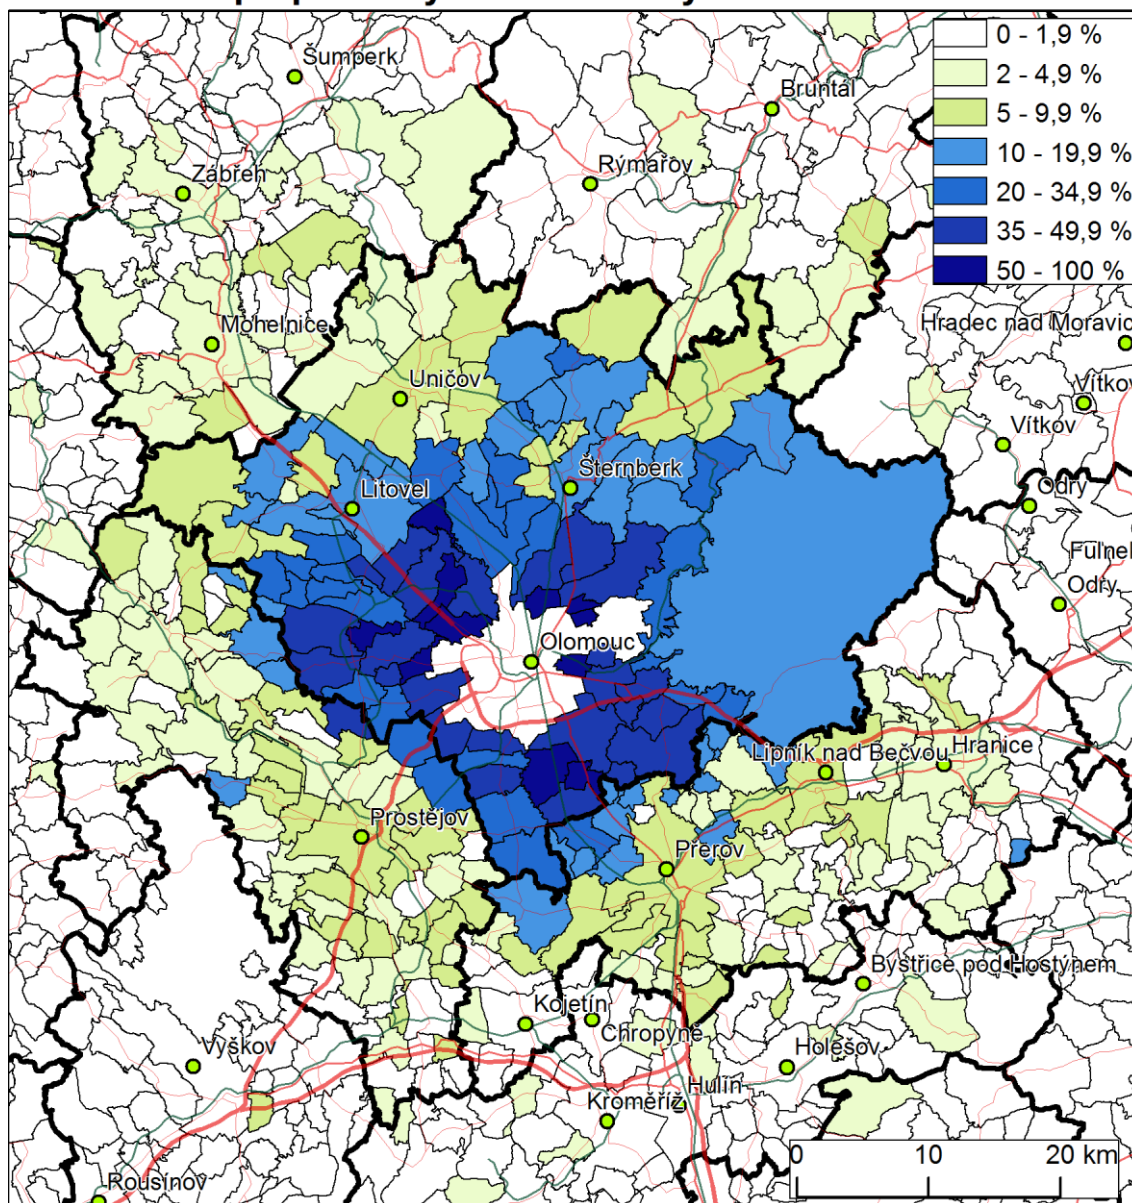 0 - 1,9 %
2 - 4,9 %
5 - 9,9 %
10 - 19,9 %
20 - 34,9 %
35 - 49,9 %
50 - 100 %
Šumperk
Bruntál
Zábřeh
Rýmařov
Mohelnice
Hradec nad Moravic
Uničov
Vítkov
Vítkov
Šternberk
Litovel
Odry
Fulnek
Odry
Olomouc
Lipník nad Bečvou
Hranice
Prostějov
Přerov
Bystřice pod Hostýnem
Kojetín
Chropyně
Vyškov
Holešov
Hulín
Kroměříž
Rousínov
0 10 20 km